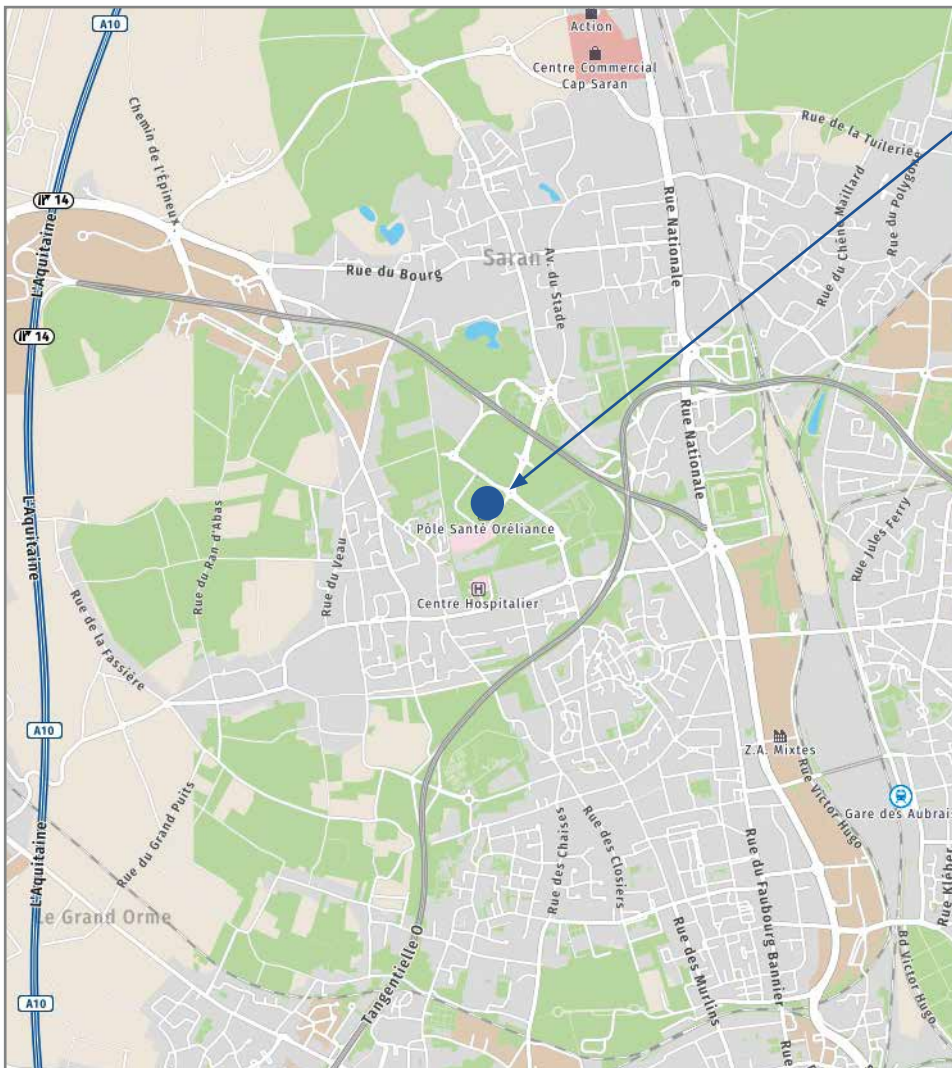 A10
Action
Centre Commercial
Cap Saran
Chemin de l'Épineux
Rue de la Tuilerie
Rue du Polygone
Rue du Chêne Maillard
14
L'Aquitaine
Rue Nationale
Saran
Av. du Stade
Rue du Bourg
14
Rue Nationale
L'Aquitaine
Rue du Ran d'Abas
Rue du Veau
Pôle Santé Oréliance
Rue Jules Ferry
Centre Hospitalier
Rue de la Fassière
A10
Z.A. Mixtes
Rue Victor Hugo
Gare des Aubrais
Rue du Grand Puits
L'Aquitaine
Rue des Chaises
Rue des Closiers
Rue du Faubourg Bannier
Rue Kléber
Le Grand Orme
Tangentielle O
Rue des Murlins
Bd Victor Hugo
A10
Rue